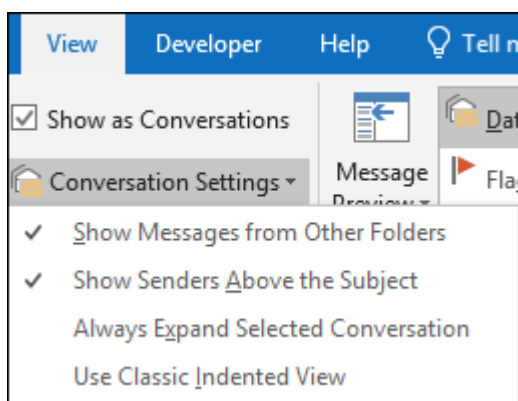 View Developer Help Tell
Show as Conversations
Conversation Settings
Message
Preview
Show Messages from Other Folders
Show Senders Above the Subject
Always Expand Selected Conversation
Use Classic Indented View